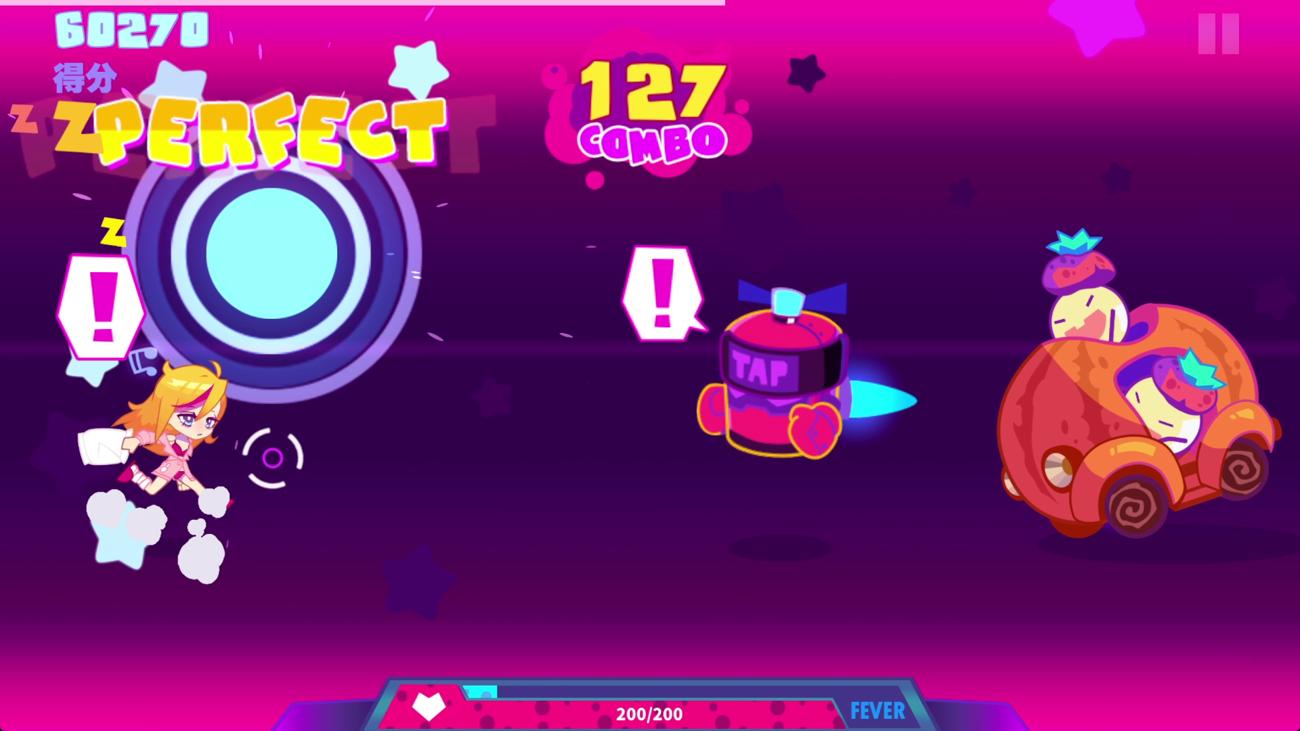 60270
得分
Z
Z
PERFECT
127
COMBO
Z
!
!
TAP
200/200
FEVER